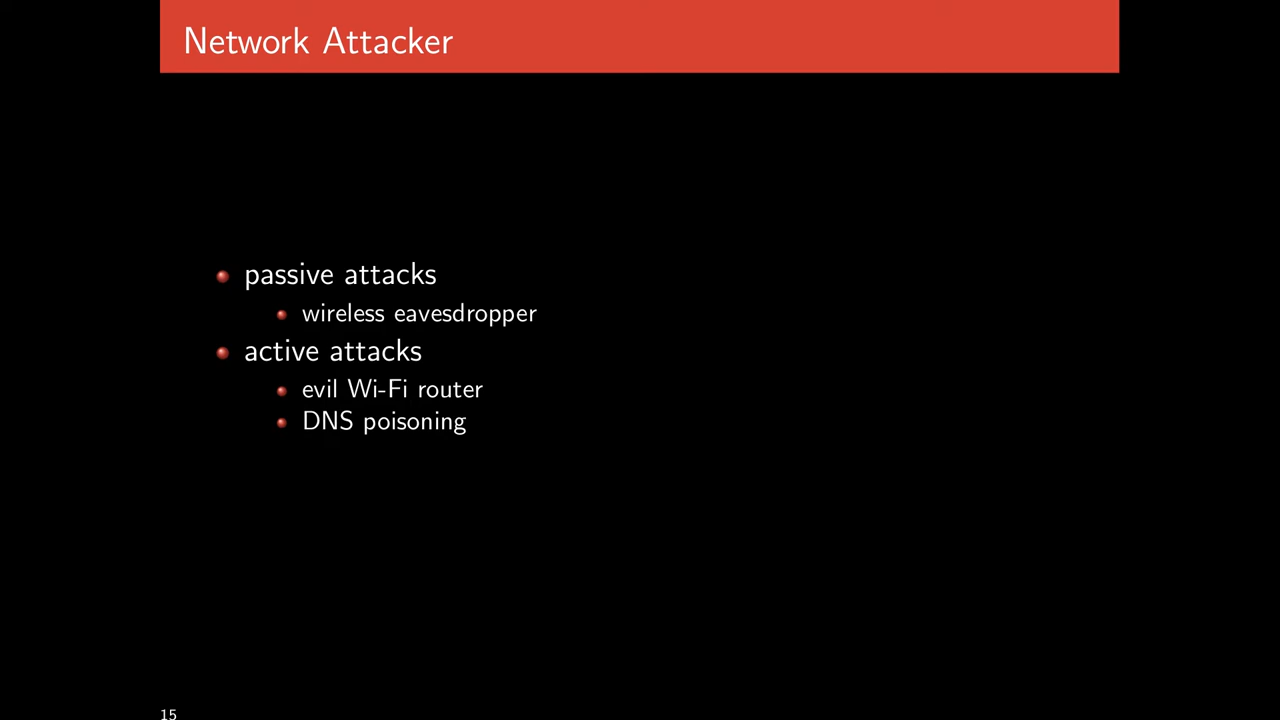 Network Attacker
passive attacks
wireless eavesdropper
active attacks
evil Wi-Fi router
DNS poisoning
15